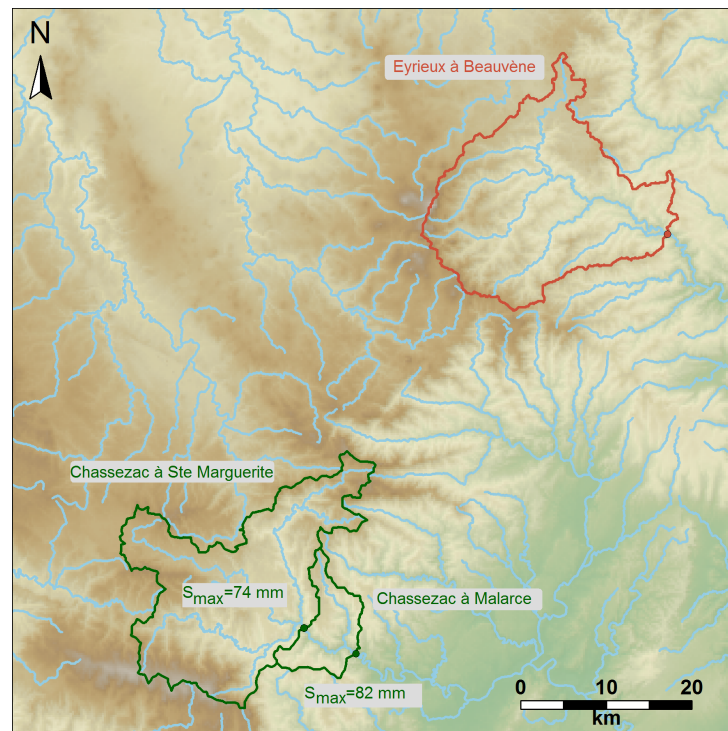 N
Eyrieux à Beauvène
Chassezac à Ste Marguerite
Smax=74 mm
Chassezac à Malarce
Smax=82 mm
0 10 20
km